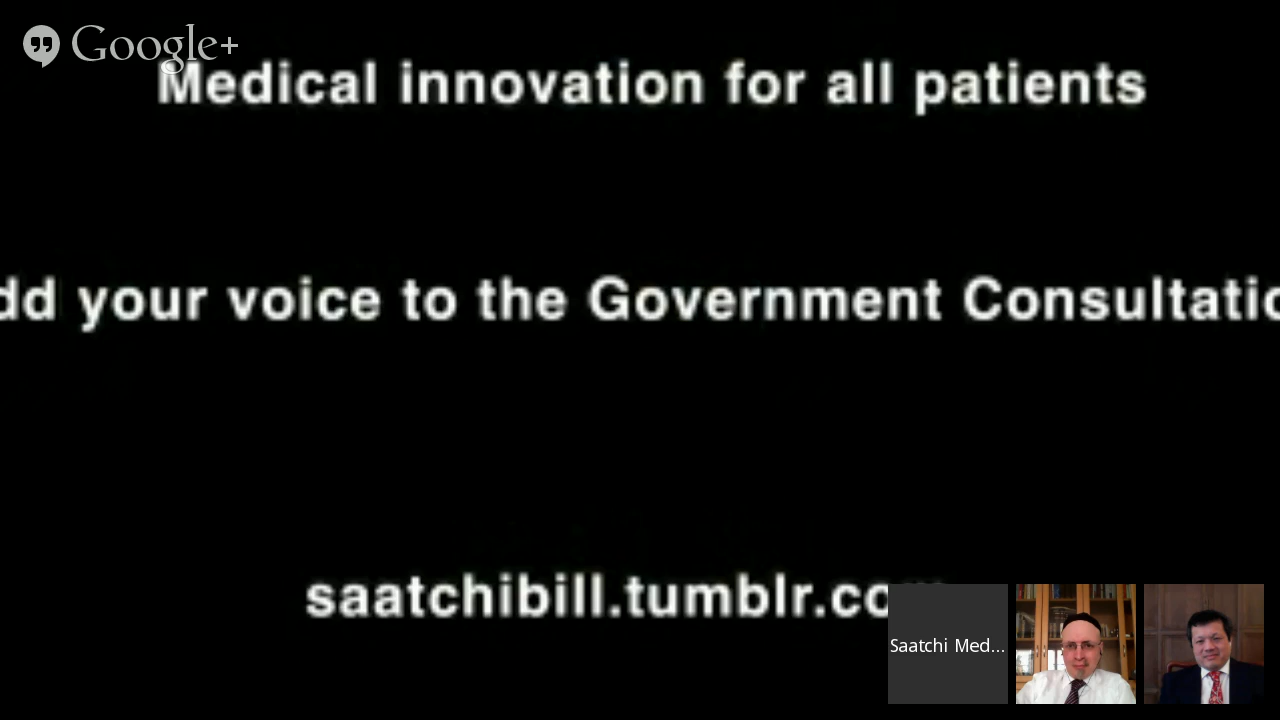 Google+
Medical innovation for all patients
dd your voice to the Government Consultatio
saatchibill.tumblr.co
Saatchi Med...